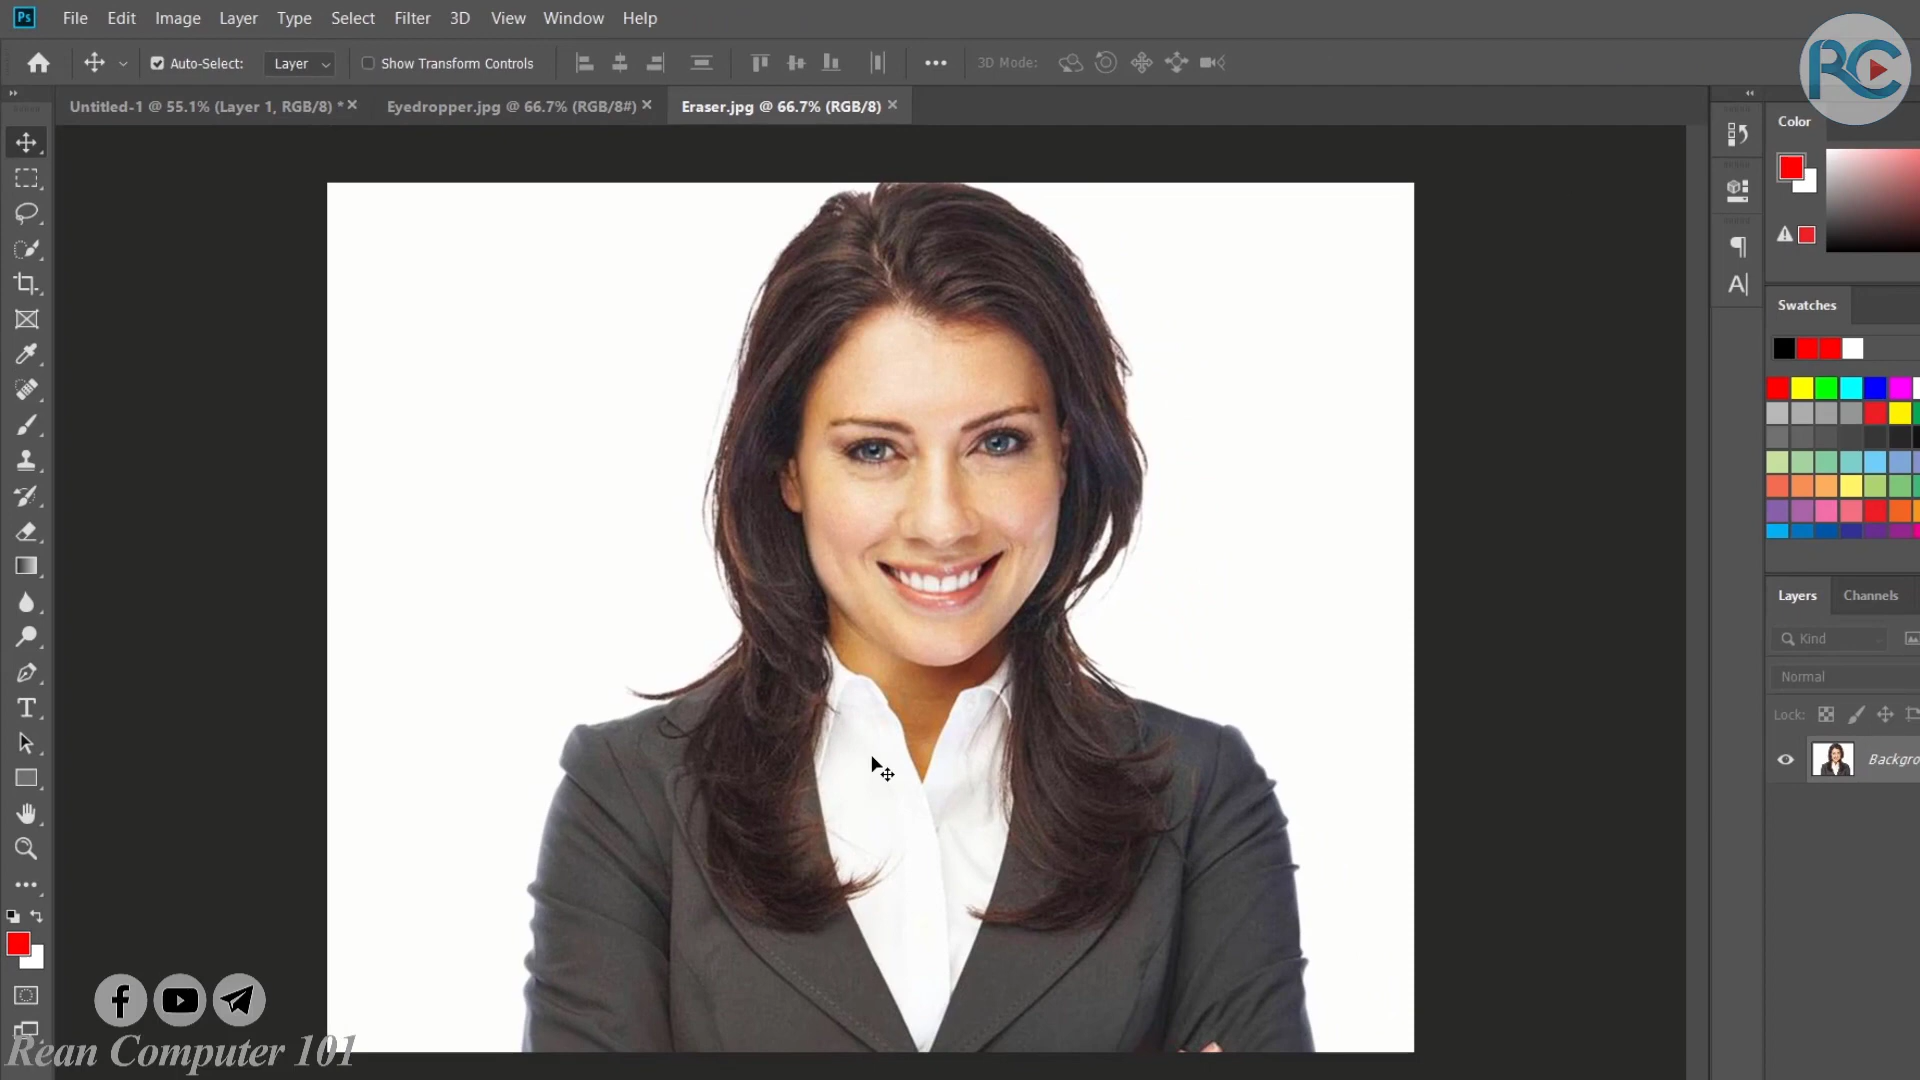 Ps File Edit Image Layer Type Select Filter 3D View Window Help
Auto-Select: Layer Show Transform Controls 3D Mode:
RC
Untitled-1 @ 55.1% (Layer 1, RGB/8) * Eyedropper.jpg @ 66.7% (RGB/8#) Eraser.jpg @ 66.7% (RGB/8)
Color
Swatches
Layers Channels
Kind
Normal
Lock:
Backgro
Rean Computer 101